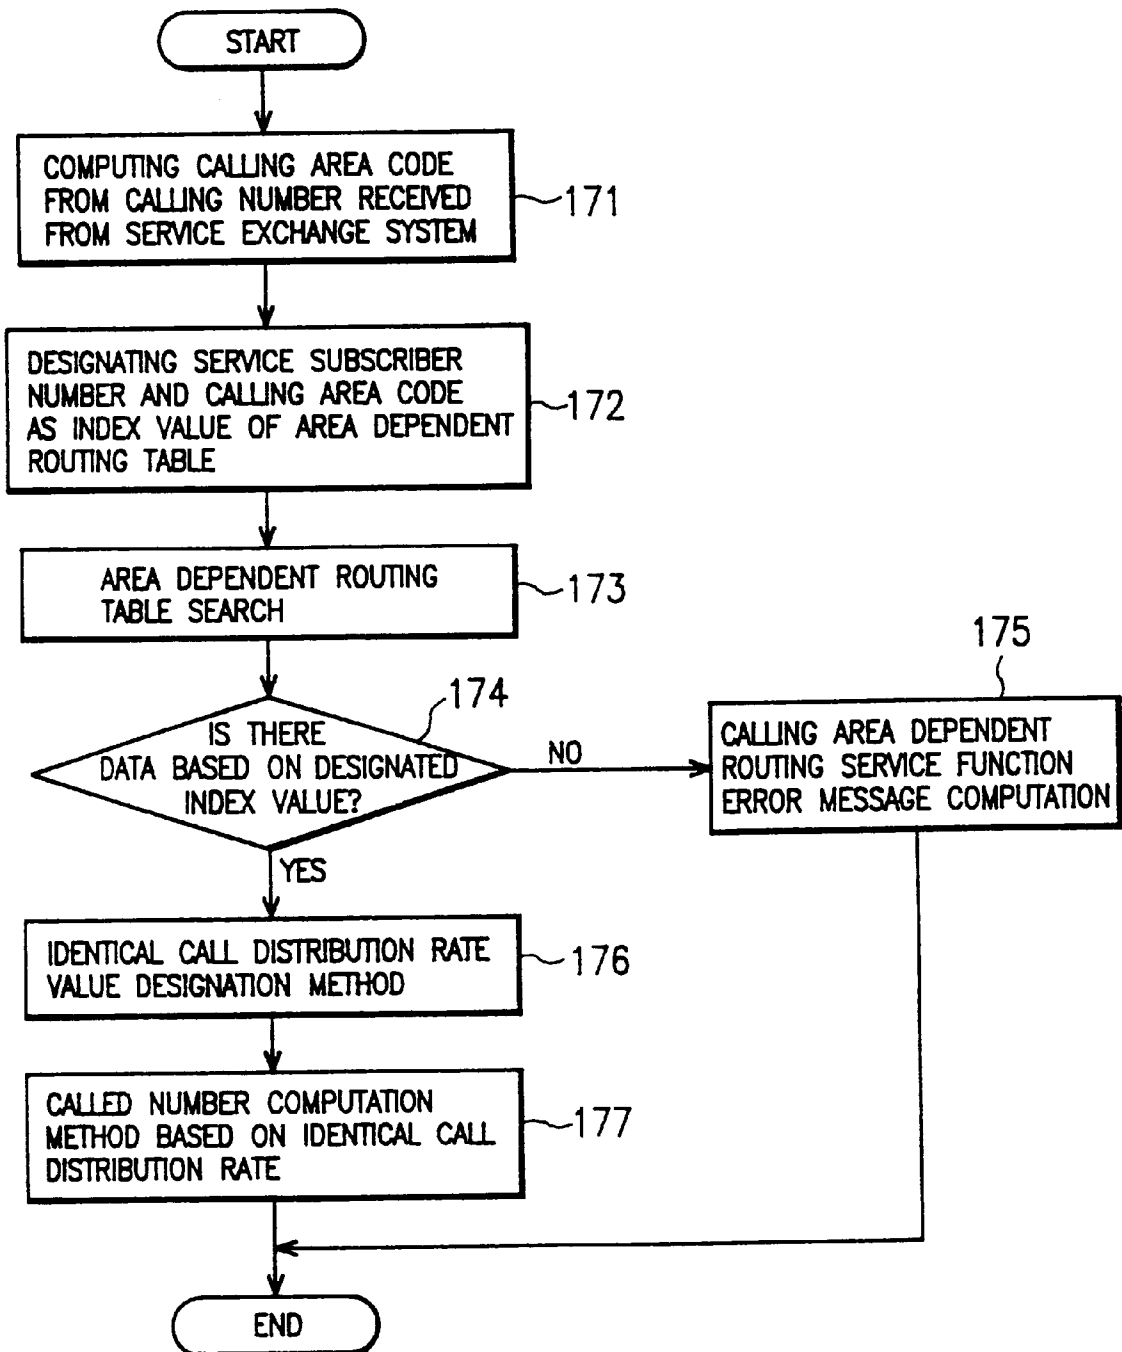 START
COMPUTING CALLING AREA CODE
FROM CALLING NUMBER RECEIVED
FROM SERVICE EXCHANGE SYSTEM
171
DESIGNATING SERVICE SUBSCRIBER
NUMBER AND CALLING AREA CODE
AS INDEX VALUE OF AREA DEPENDENT
ROUTING TABLE
172
AREA DEPENDENT ROUTING
TABLE SEARCH
173
174
IS THERE
DATA BASED ON DESIGNATED
INDEX VALUE?
NO
175
CALLING AREA DEPENDENT
ROUTING SERVICE FUNCTION
ERROR MESSAGE COMPUTATION
YES
IDENTICAL CALL DISTRIBUTION RATE
VALUE DESIGNATION METHOD
176
CALLED NUMBER COMPUTATION
METHOD BASED ON IDENTICAL CALL
DISTRIBUTION RATE
177
END